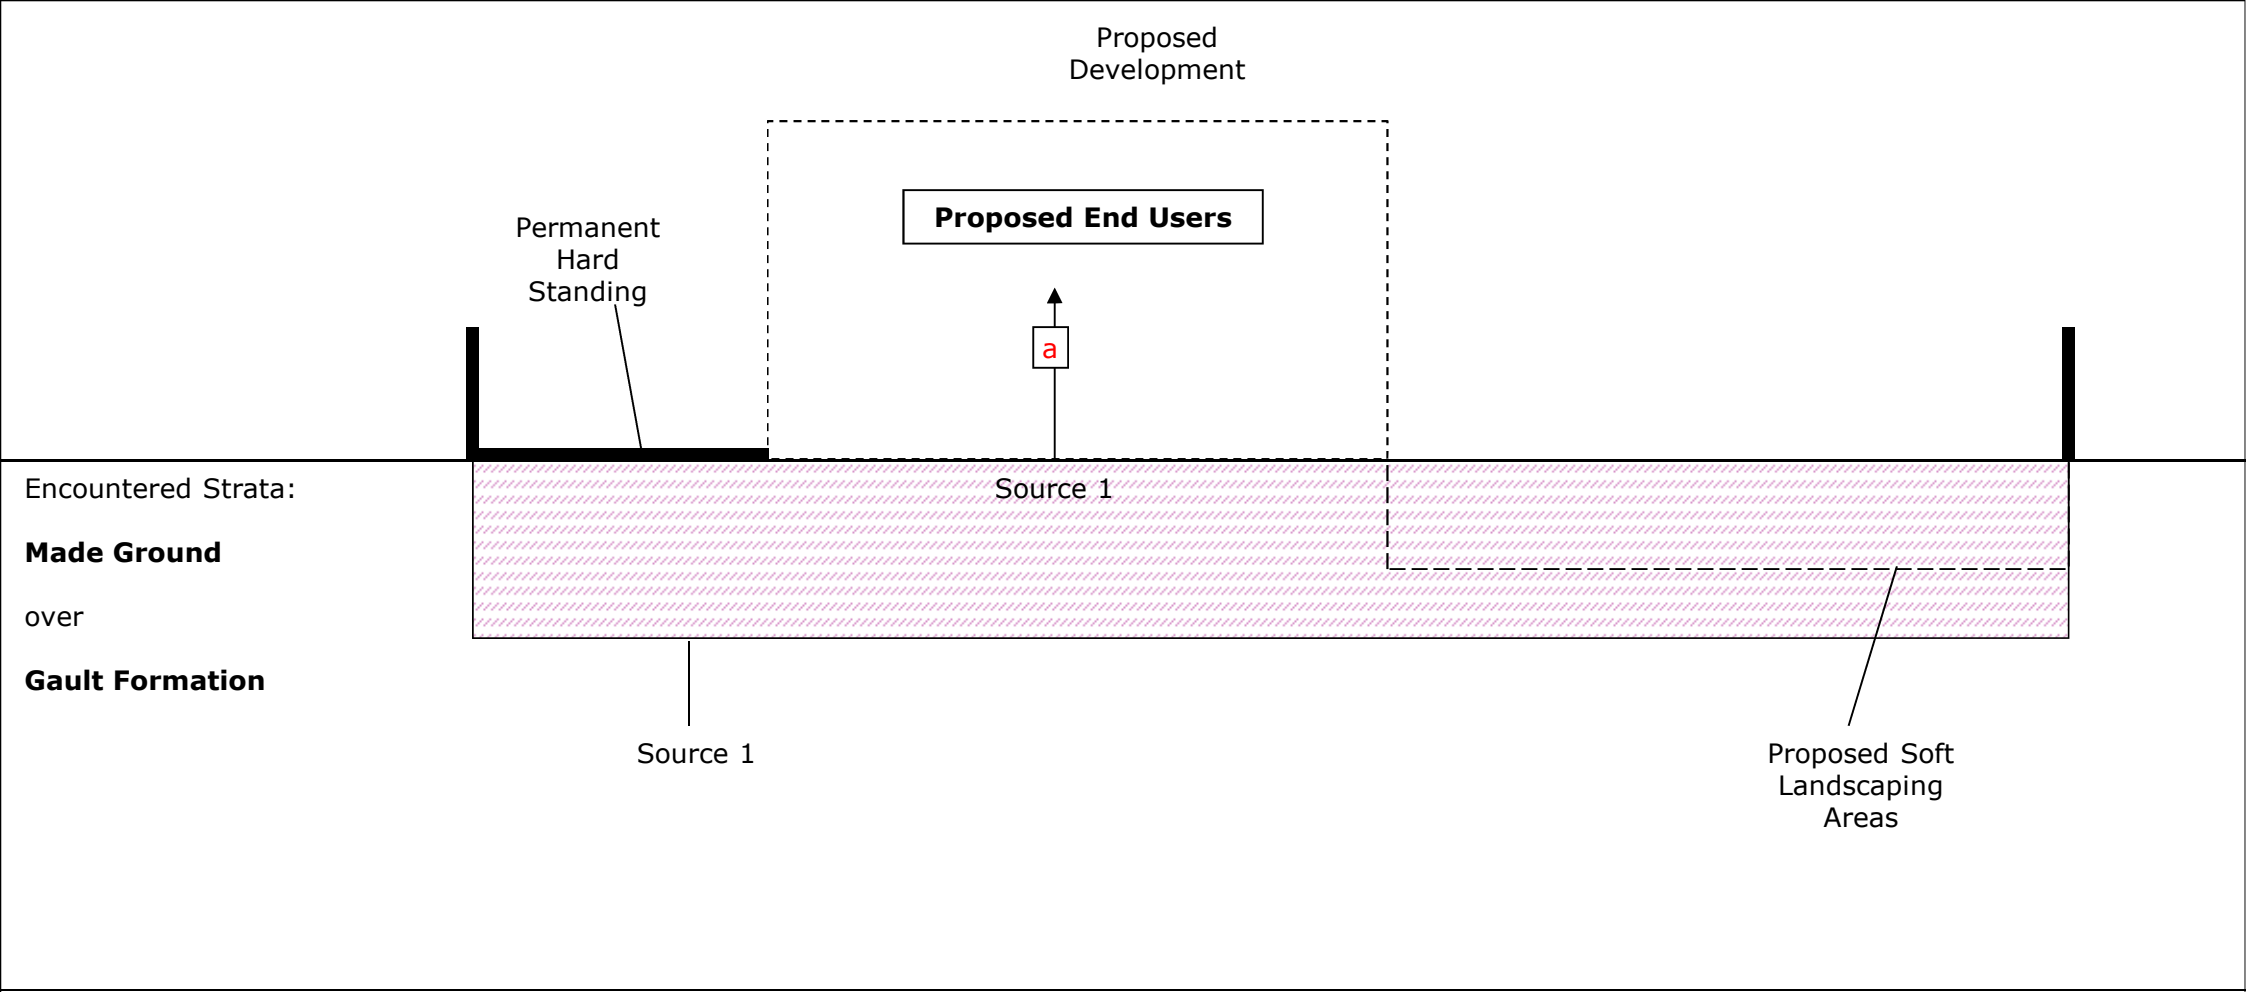 Proposed
Development
Proposed End Users
Permanent
Hard
Standing
a
Encountered Strata:
Source 1
Made Ground
over
Gault Formation
Source 1
Proposed Soft
Landscaping
Areas